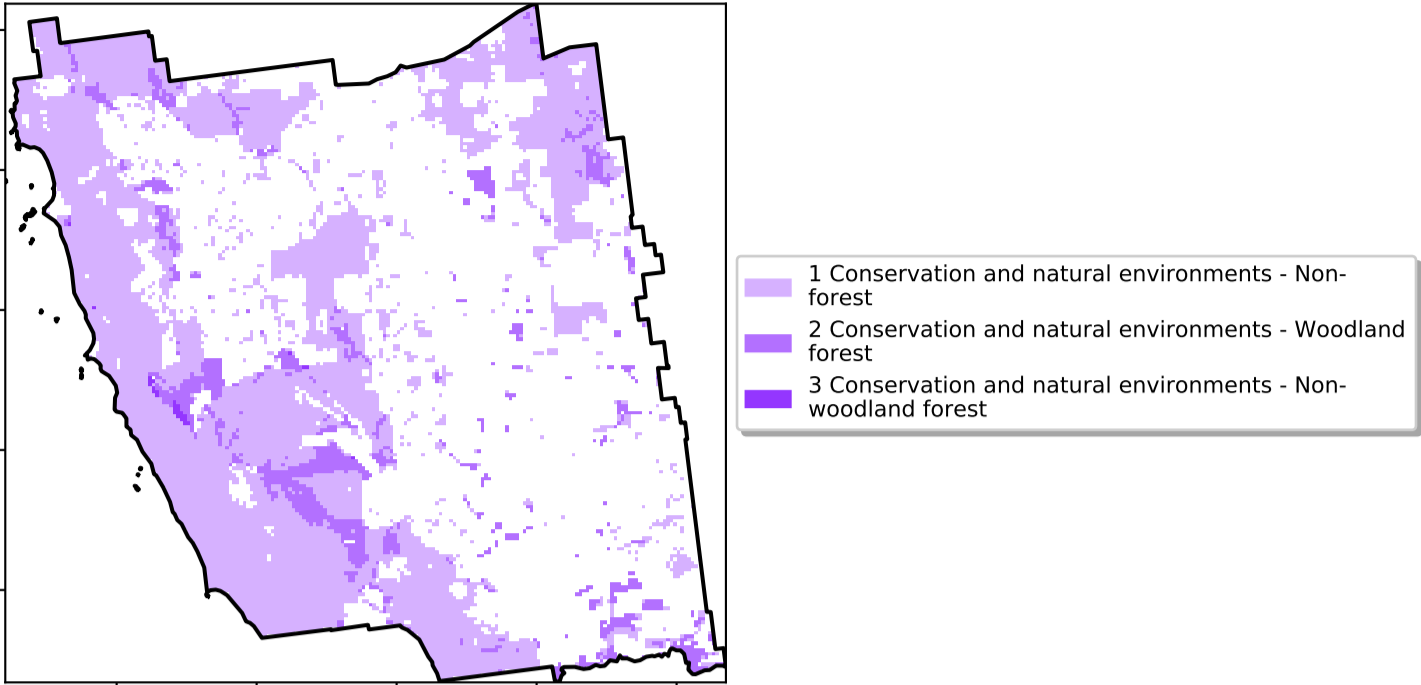 1 Conservation and natural environments - Non-
forest
2 Conservation and natural environments - Woodland
forest
3 Conservation and natural environments - Non-
woodland forest